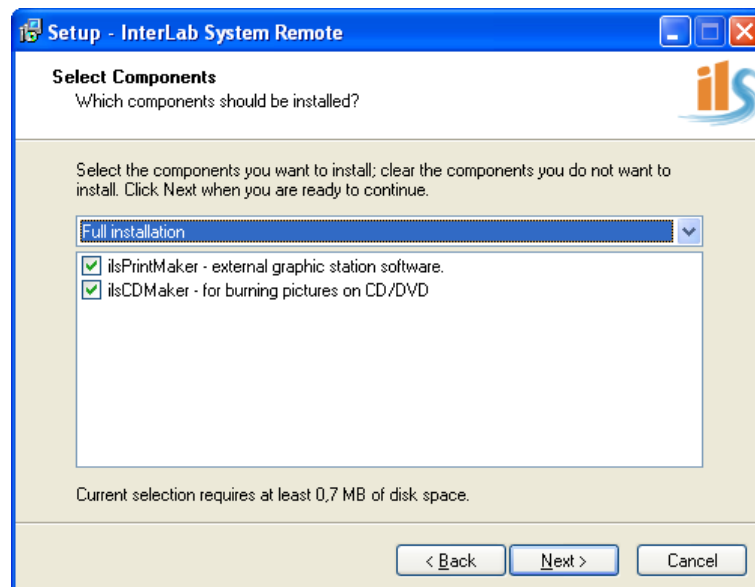 Setup - InterLab System Remote
Select Components
Which components should be installed?
ils
Select the components you want to install; clear the components you do not want to
install. Click Next when you are ready to continue.
Full installation
ilsPrintMaker - external graphic station software.
ilsCDMaker - for burning pictures on CD/DVD
Current selection requires at least 0,7 MB of disk space.
< Back
Next >
Cancel